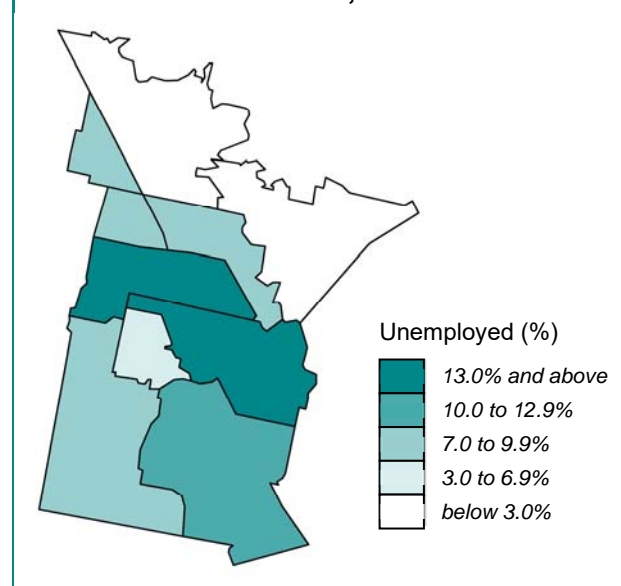 Unemployed (%)
13.0% and above
10.0 to 12.9%
7.0 to 9.9%
3.0 to 6.9%
below 3.0%